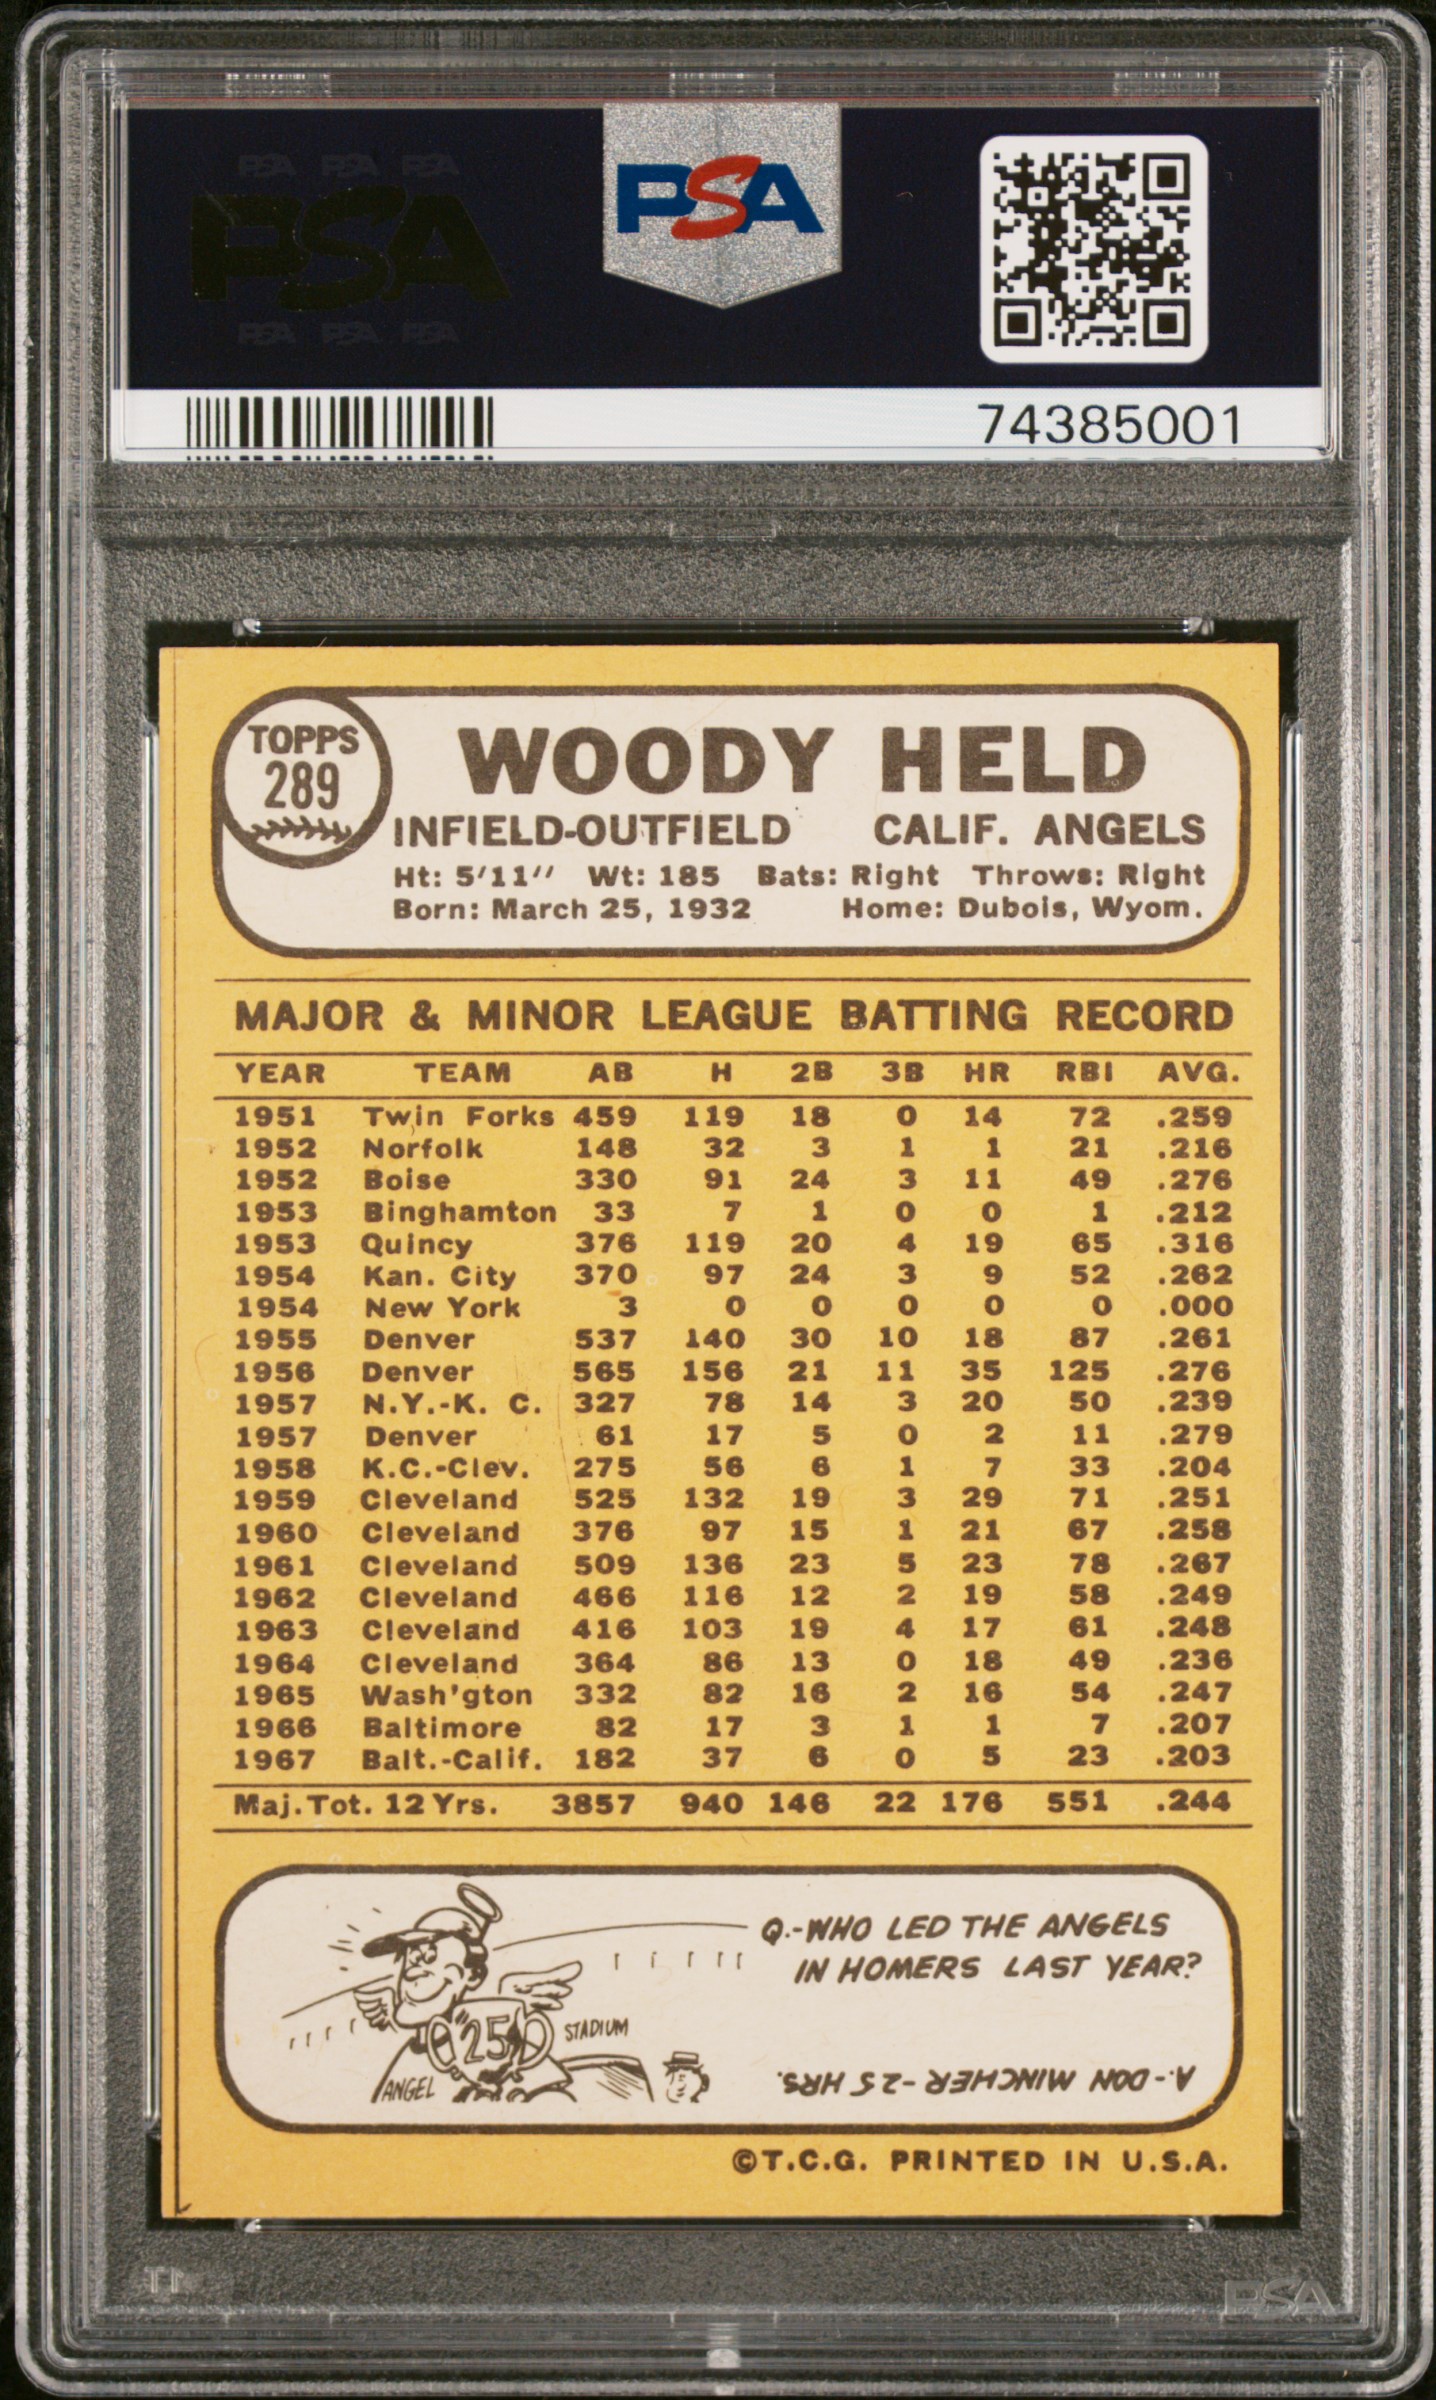 PSA PSA PSA
PSA
PSA PSA PSA
PSA
74385001
TOPPS
289
WOODY HELD
INFIELD-OUTFIELD CALIF. ANGELS
Ht: 5'11'' Wt: 185 Bats: Right Throws: Right
Born: March 25, 1932 Home: Dubois, Wyom.
MAJOR & MINOR LEAGUE BATTING RECORD
YEAR TEAM AB H 2B 3B HR RBI AVG.
1951 Twin Forks 459 119 18 0 14 72 .259
1952 Norfolk 148 32 3 1 1 21 .216
1952 Boise 330 91 24 3 11 49 .276
1953 Binghamton 33 7 1 0 0 1 .212
1953 Quincy 376 119 20 4 19 65 .316
1954 Kan. City 370 97 24 3 9 52 .262
1954 New York 3 0 0 0 0 0 .000
1955 Denver 537 140 30 10 18 87 .261
1956 Denver 565 156 21 11 35 125 .276
1957 N.Y.-K. C. 327 78 14 3 20 50 .239
1957 Denver 61 17 5 0 2 11 .279
1958 K.C.-Clev. 275 56 6 1 7 33 .204
1959 Cleveland 525 132 19 3 29 71 .251
1960 Cleveland 376 97 15 1 21 67 .258
1961 Cleveland 509 136 23 5 23 78 .267
1962 Cleveland 466 116 12 2 19 58 .249
1963 Cleveland 416 103 19 4 17 61 .248
1964 Cleveland 364 86 13 0 18 49 .236
1965 Wash'gton 332 82 16 2 16 54 .247
1966 Baltimore 82 17 3 1 1 7 .207
1967 Balt.-Calif. 182 37 6 0 5 23 .203
Maj. Tot. 12 Yrs. 3857 940 146 22 176 551 .244
Q.-WHO LED THE ANGELS
IN HOMERS LAST YEAR?
25
STADIUM
ANGEL
A.-DON MINCHER-25 HRS.
©T.C.G. PRINTED IN U.S.A.
PSA